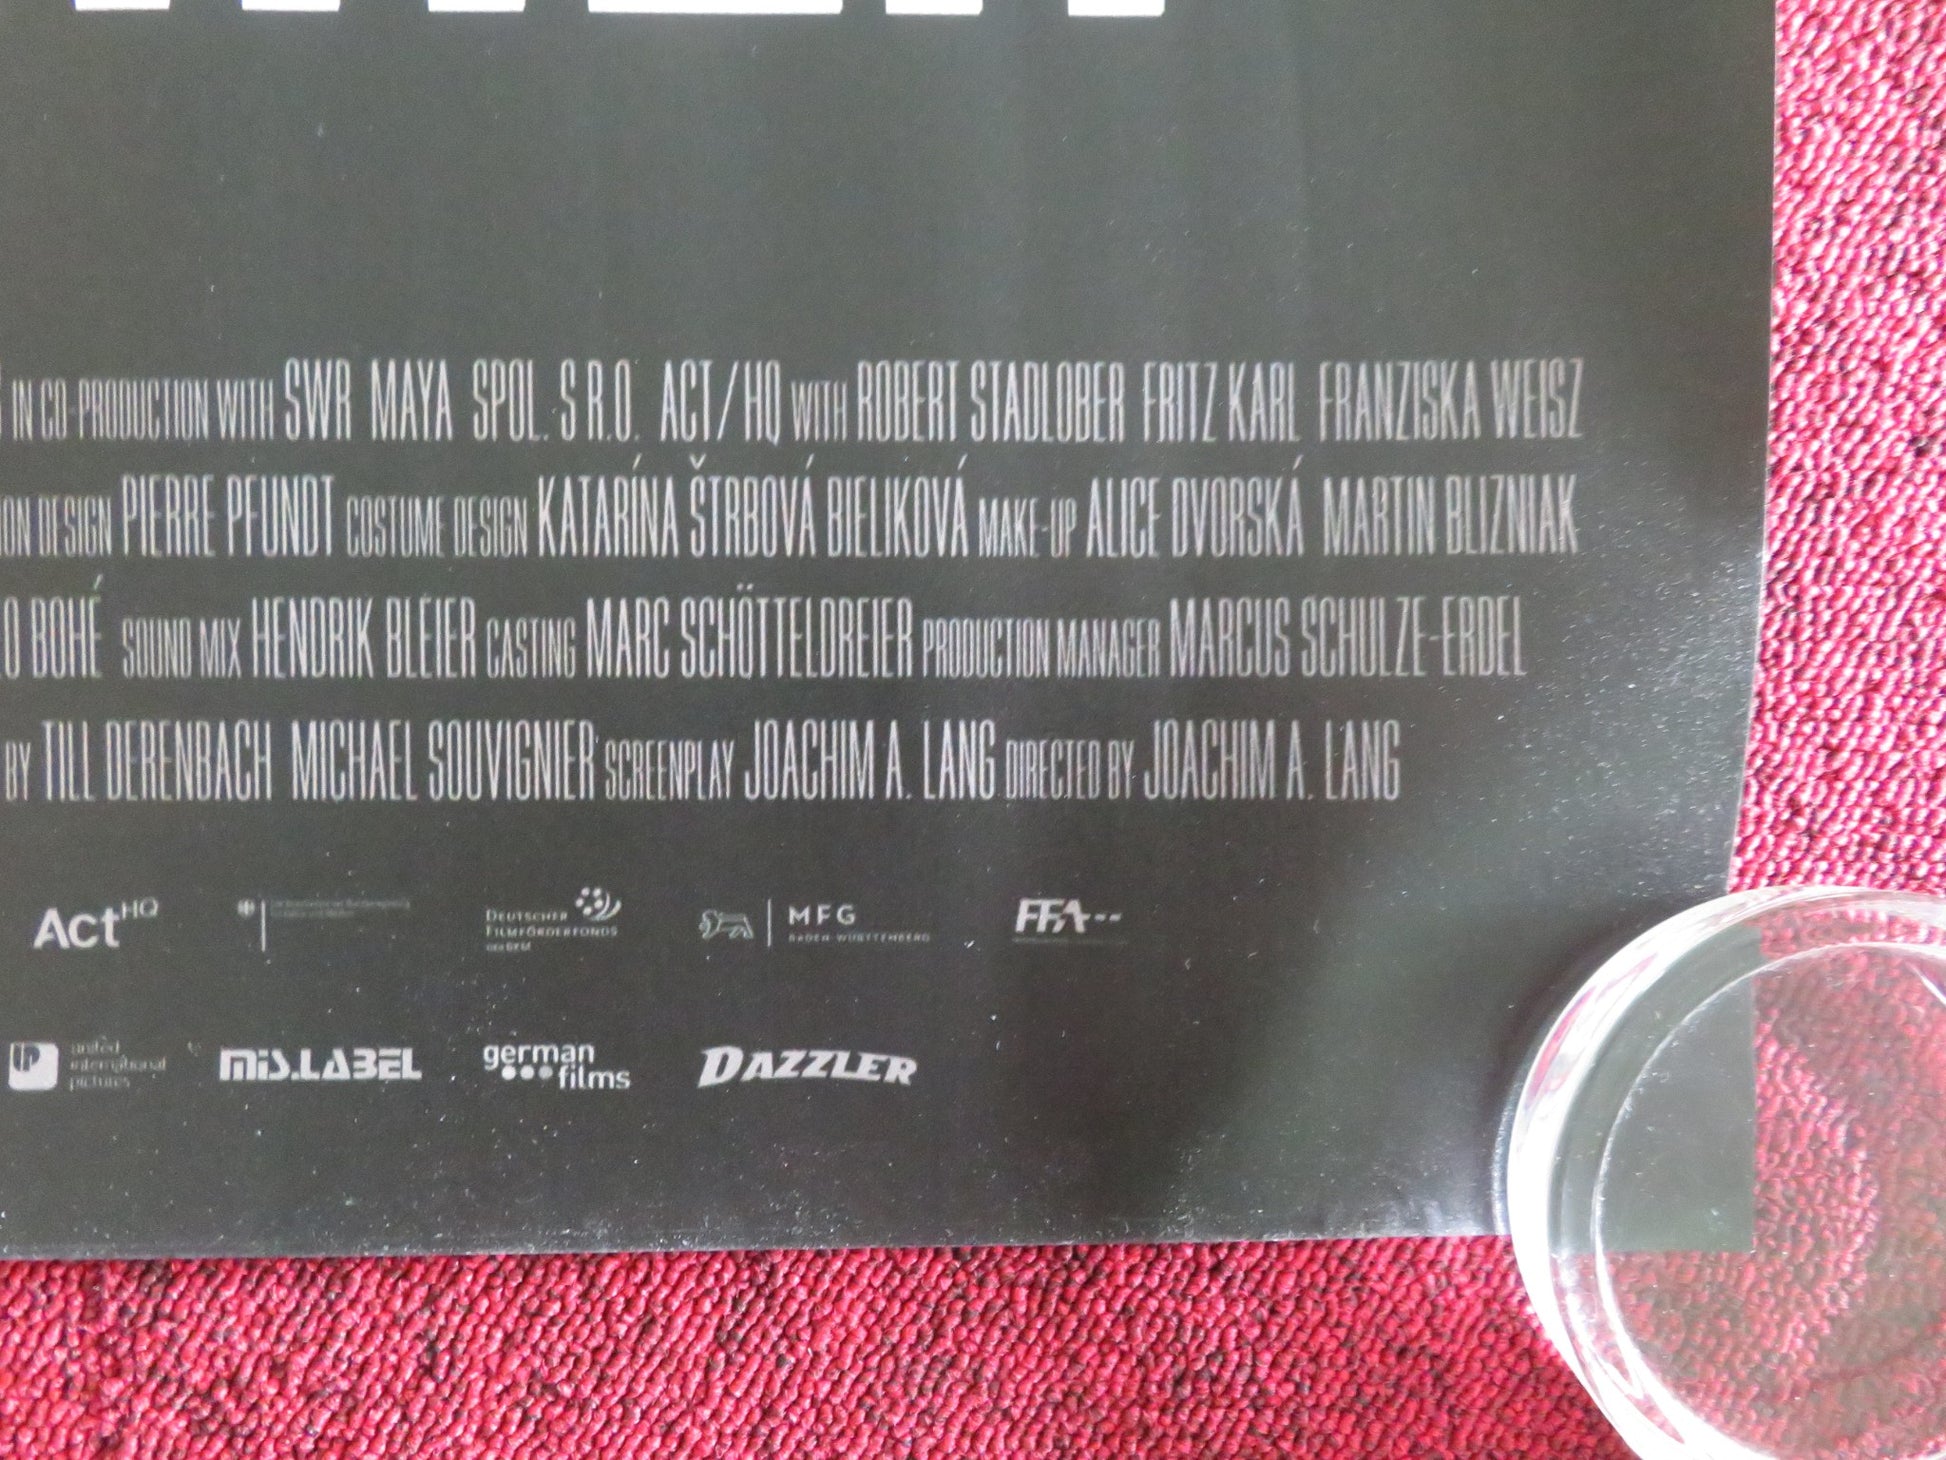 IN CO-PRODUCTION WITH SWR MAYA SPOL. S R.O. ACT/HQ WITH ROBERT STADLOBER FRITZ KARL FRANZISKA WEISZ
DESIGN PIERRE PFUNDT COSTUME DESIGN KATARÍNA ŠTRBOVÁ BIELIKOVÁ MAKE-UP ALICE DVORSKÁ MARTIN BLIZNIAK
BOHÉ SOUND MIX HENDRIK BLEIER CASTING MARC SCHÖTTELDREIER PRODUCTION MANAGER MARCUS SCHULZE-ERDEL
BY TILL DERENBACH MICHAEL SOUVIGNIER SCREENPLAY JOACHIM A. LANG DIRECTED BY JOACHIM A. LANG
Act HQ
DEUTSCHER
FILMFÖRDERFONDS
MFG
BADEN-WÜRTTEMBERG
FFA
united
international
pictures
MIS.LABEL
german
films
DAZZLER